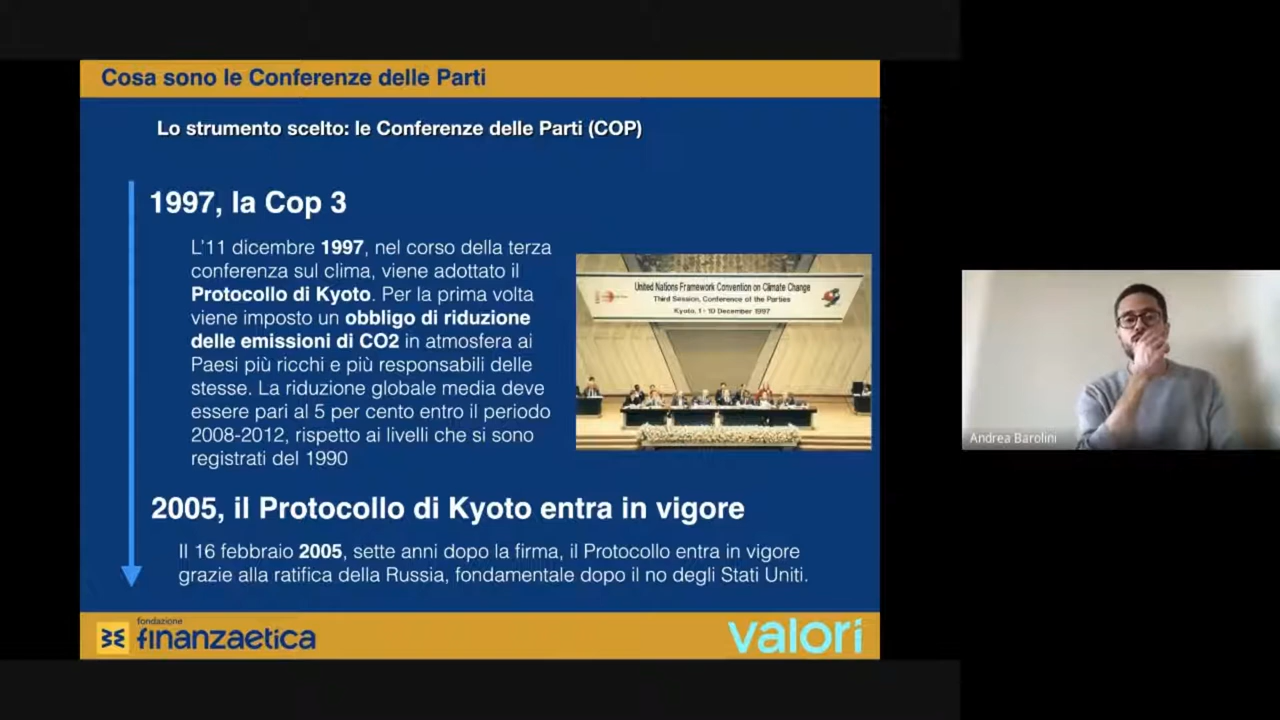 Cosa sono le Conferenze delle Parti
Lo strumento scelto: le Conferenze delle Parti (COP)
1997, la Cop 3
L'11 dicembre 1997, nel corso della terza
conferenza sul clima, viene adottato il
Protocollo di Kyoto. Per la prima volta
viene imposto un obbligo di riduzione
delle emissioni di CO2 in atmosfera ai
Paesi più ricchi e più responsabili delle
stesse. La riduzione globale media deve
essere pari al 5 per cento entro il periodo
2008-2012, rispetto ai livelli che si sono
registrati del 1990
United Nations Framework Convention on Climate Change
Third Session, Conference of the Parties
Kyoto, 1 - 10 December 1997
2005, il Protocollo di Kyoto entra in vigore
Il 16 febbraio 2005, sette anni dopo la firma, il Protocollo entra in vigore
grazie alla ratifica della Russia, fondamentale dopo il no degli Stati Uniti.
fondazione
finanzaetica
valori
Andrea Barolini